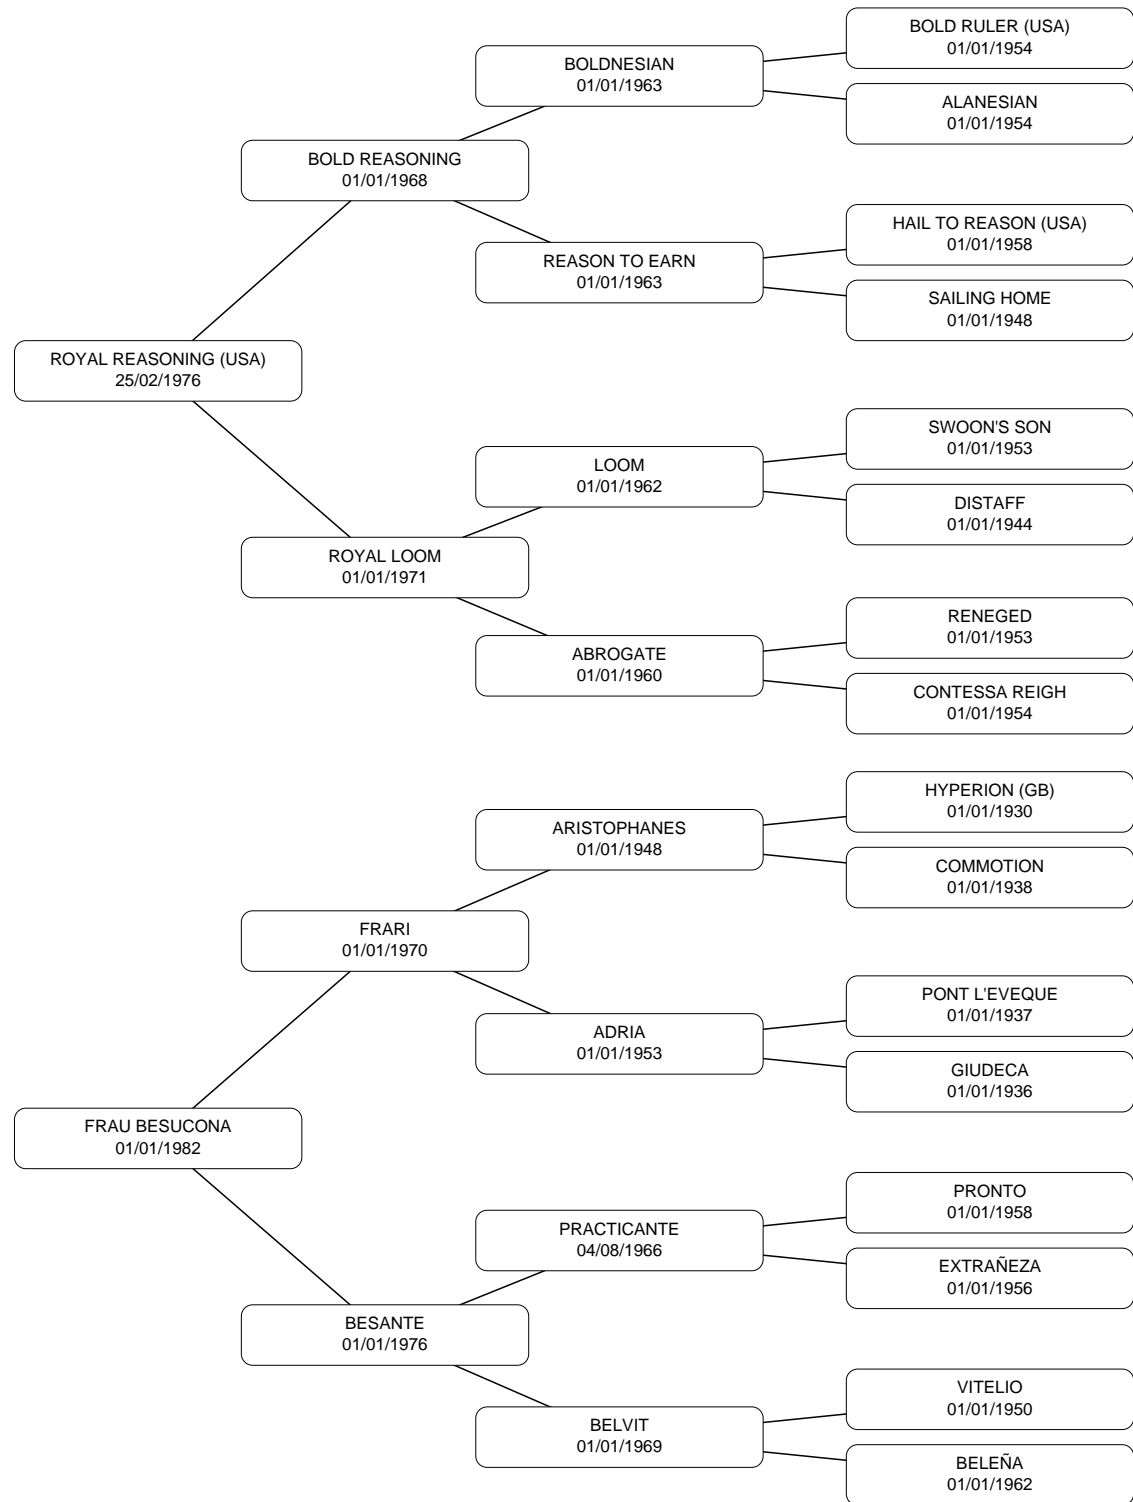 BOLD RULER (USA)
01/01/1954
BOLDNESIAN
01/01/1963
ALANESIAN
01/01/1954
BOLD REASONING
01/01/1968
HAIL TO REASON (USA)
01/01/1958
REASON TO EARN
01/01/1963
SAILING HOME
01/01/1948
ROYAL REASONING (USA)
25/02/1976
SWOON'S SON
01/01/1953
LOOM
01/01/1962
DISTAFF
01/01/1944
ROYAL LOOM
01/01/1971
RENEGED
01/01/1953
ABROGATE
01/01/1960
CONTESSA REIGH
01/01/1954
HYPERION (GB)
01/01/1930
ARISTOPHANES
01/01/1948
COMMOTION
01/01/1938
FRARI
01/01/1970
PONT L'EVEQUE
01/01/1937
ADRIA
01/01/1953
GIUDECA
01/01/1936
FRAU BESUCONA
01/01/1982
PRONTO
01/01/1958
PRACTICANTE
04/08/1966
EXTRAÑEZA
01/01/1956
BESANTE
01/01/1976
VITELIO
01/01/1950
BELVIT
01/01/1969
BELEÑA
01/01/1962